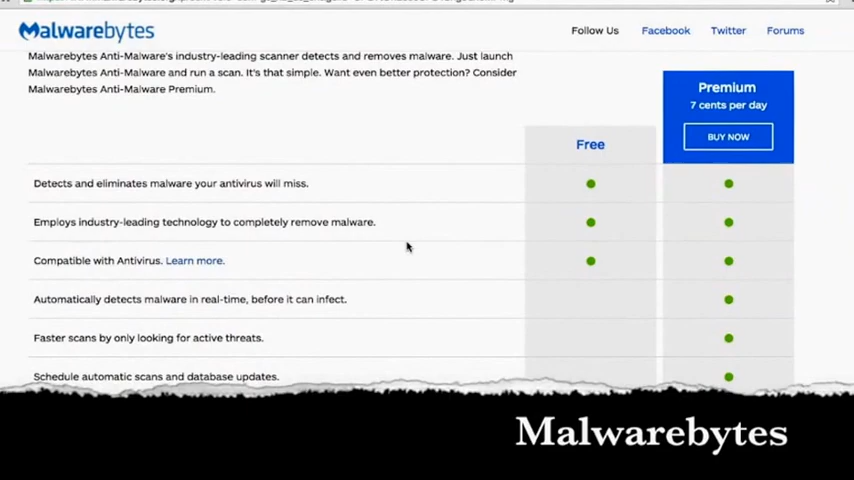 Malwarebytes
Follow Us Facebook Twitter Forums
Malwarebytes Anti-Malware's industry-leading scanner detects and removes malware. Just launch
Malwarebytes Anti-Malware and run a scan. It's that simple. Want even better protection? Consider
Malwarebytes Anti-Malware Premium.
Premium
7 cents per day
BUY NOW
Free
Detects and eliminates malware your antivirus will miss.
Employs industry-leading technology to completely remove malware.
Compatible with Antivirus. Learn more.
Automatically detects malware in real-time, before it can infect.
Faster scans by only looking for active threats.
Schedule automatic scans and database updates.
Malwarebytes